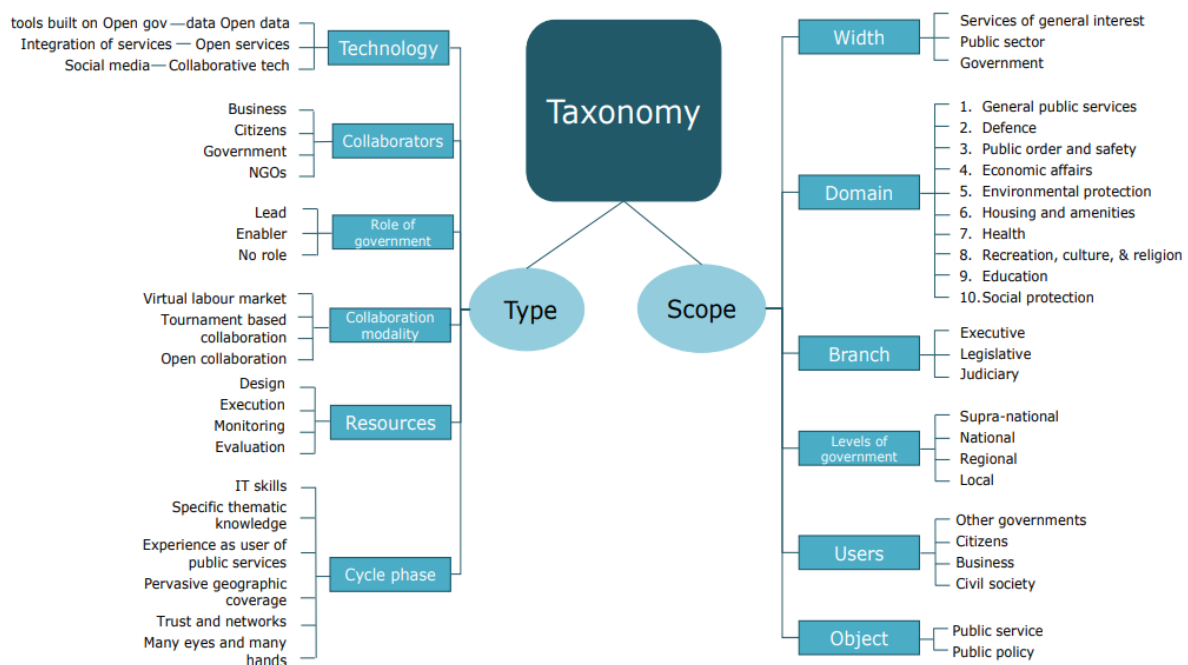 Taxonomy
Type
Scope
tools built on Open gov —data Open data
Integration of services — Open services
Social media— Collaborative tech
Technology
Business
Citizens
Government
NGOs
Collaborators
Lead
Enabler
No role
Role of
government
Virtual labour market
Tournament based
collaboration
Open collaboration
Collaboration
modality
Design
Execution
Monitoring
Evaluation
Resources
IT skills
Specific thematic
knowledge
Experience as user of
public services
Pervasive geographic
coverage
Trust and networks
Many eyes and many
hands
Cycle phase
Width
Services of general interest
Public sector
Government
Domain
1. General public services
2. Defence
3. Public order and safety
4. Economic affairs
5. Environmental protection
6. Housing and amenities
7. Health
8. Recreation, culture, & religion
9. Education
10. Social protection
Branch
Executive
Legislative
Judiciary
Levels of
government
Supra-national
National
Regional
Local
Users
Other governments
Citizens
Business
Civil society
Object
Public service
Public policy